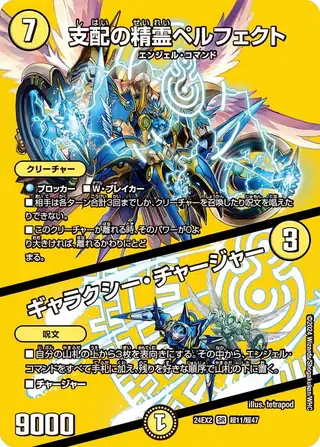 7
支配の精霊ペルフェクト
エンジェル・コマンド
クリーチャー
■ブロッカー ■W・ブレイカー
■相手は各ターン合計3回までしか、クリーチャーを召喚したり呪文を唱えた
りできない。
■このクリーチャーが離れる時、そのパワーが0よ
り大きければ、離れるかわりにとど
まる。
3
ギャラクシー・チャージャー
呪文
■自分の山札の上から3枚を表向きにする。その中から、エンジェル・
コマンドをすべて手札に加え、残りを好きな順序で山札の下に置く。
■チャージャー
illus. tetrapod
9000
1
24EX2 SR 超11/超47